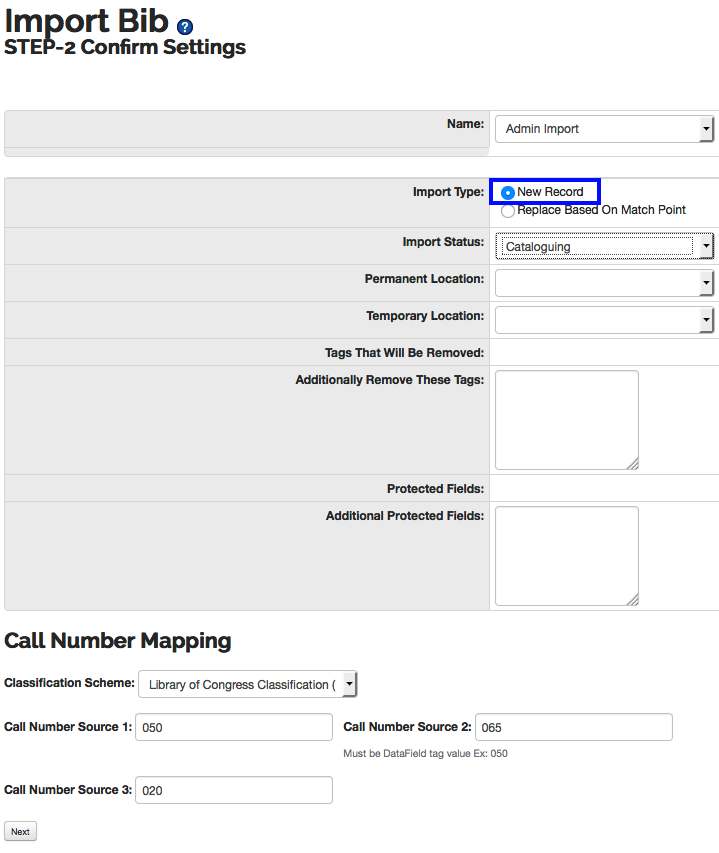 Import Bib ?
STEP-2 Confirm Settings
Name: Admin Import
Import Type: New Record
Replace Based On Match Point
Import Status: Cataloguing
Permanent Location:
Temporary Location:
Tags That Will Be Removed:
Additionally Remove These Tags:
Protected Fields:
Additional Protected Fields:
Call Number Mapping
Classification Scheme: Library of Congress Classification (
Call Number Source 1: 050 Call Number Source 2: 065
Must be DataField tag value Ex: 050
Call Number Source 3: 020
Next